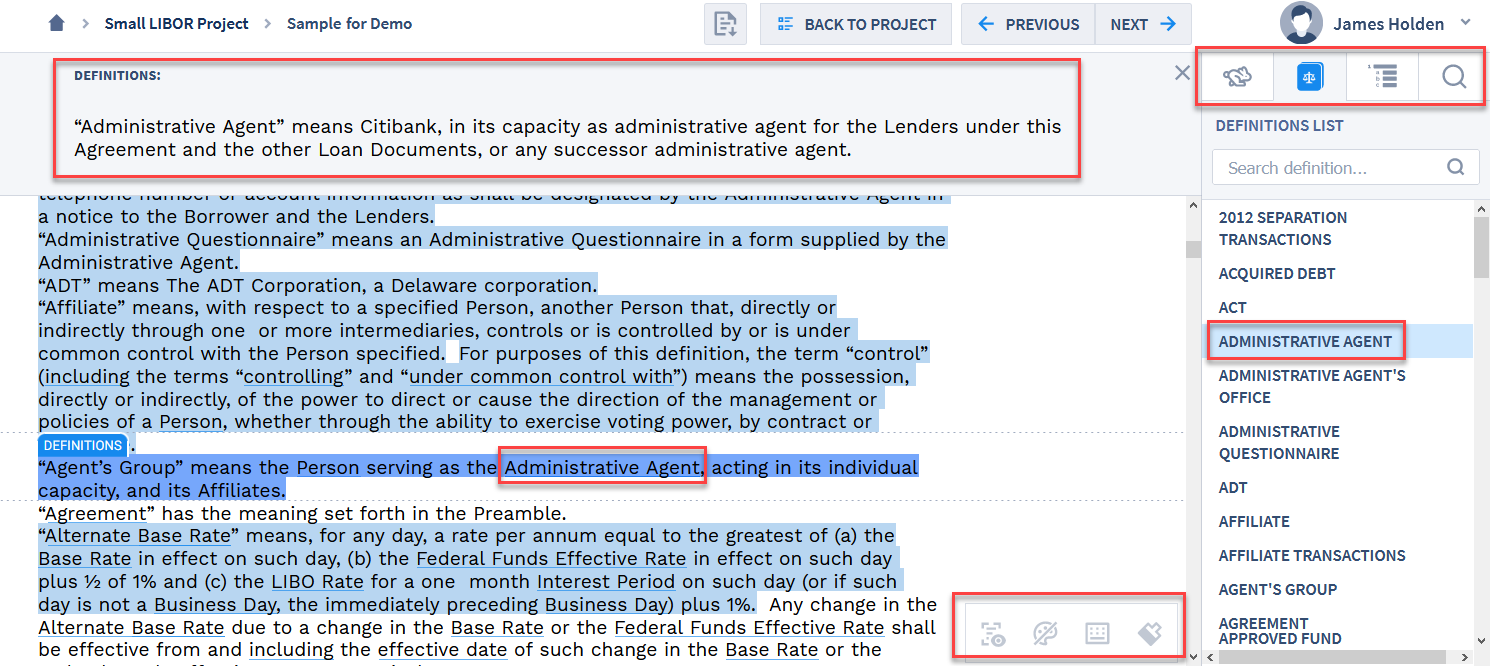 Small LIBOR Project
Sample for Demo
BACK TO PROJECT
PREVIOUS
NEXT
James Holden
DEFINITIONS:
“Administrative Agent” means Citibank, in its capacity as administrative agent for the Lenders under this
Agreement and the other Loan Documents, or any successor administrative agent.
telephone number or account information as shall be designated by the Administrative Agent in
a notice to the Borrower and the Lenders.
“Administrative Questionnaire” means an Administrative Questionnaire in a form supplied by the
Administrative Agent.
“ADT” means The ADT Corporation, a Delaware corporation.
“Affiliate” means, with respect to a specified Person, another Person that, directly or
indirectly through one  or more intermediaries, controls or is controlled by or is under
common control with the Person specified.  For purposes of this definition, the term “control”
(including the terms “controlling” and “under common control with”) means the possession,
directly or indirectly, of the power to direct or cause the direction of the management or
policies of a Person, whether through the ability to exercise voting power, by contract or
DEFINITIONS
“Agent’s Group” means the Person serving as the Administrative Agent, acting in its individual
capacity, and its Affiliates.
“Agreement” has the meaning set forth in the Preamble.
“Alternate Base Rate” means, for any day, a rate per annum equal to the greatest of (a) the
Base Rate in effect on such day, (b) the Federal Funds Effective Rate in effect on such day
plus ½ of 1% and (c) the LIBO Rate for a one  month Interest Period on such day (or if such
day is not a Business Day, the immediately preceding Business Day) plus 1%.  Any change in the
Alternate Base Rate due to a change in the Base Rate or the Federal Funds Effective Rate shall
be effective from and including the effective date of such change in the Base Rate or the
DEFINITIONS LIST
Search definition...
2012 SEPARATION
TRANSACTIONS
ACQUIRED DEBT
ACT
ADMINISTRATIVE AGENT
ADMINISTRATIVE AGENT'S
OFFICE
ADMINISTRATIVE
QUESTIONNAIRE
ADT
AFFILIATE
AFFILIATE TRANSACTIONS
AGENT'S GROUP
AGREEMENT
APPROVED FUND